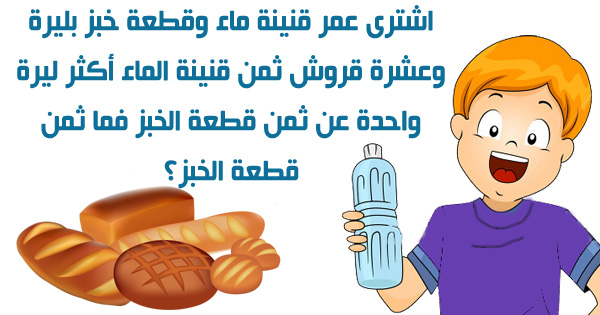 اشترى عمر قنينة ماء وقطعة خبز بليرة
وعشرة قروش ثمن قنينة الماء أكثر ليرة
واحدة عن ثمن قطعة الخبز فما ثمن
قطعة الخبز؟